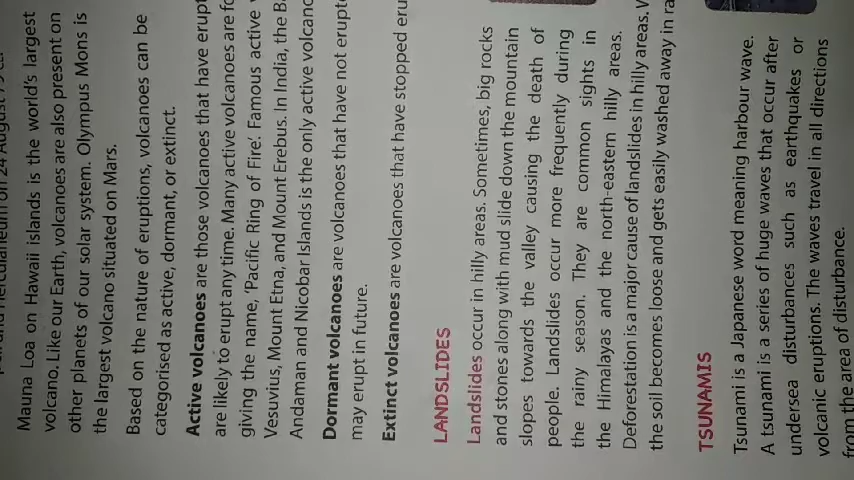 Mauna Loa on Hawaii islands is the world's largest
volcano. Like our Earth, volcanoes are also present on
other planets of our solar system. Olympus Mons is
the largest volcano situated on Mars.
Based on the nature of eruptions, volcanoes can be
categorised as active, dormant, or extinct.
Active volcanoes are those volcanoes that have erupt
are likely to erupt any time. Many active volcanoes are fo
giving the name, 'Pacific Ring of Fire'. Famous active
Vesuvius, Mount Etna, and Mount Erebus. In India, the Ba
Andaman and Nicobar Islands is the only active volcano
Dormant volcanoes are volcanoes that have not erupte
may erupt in future.
Extinct volcanoes are volcanoes that have stopped eru
LANDSLIDES
Landslides occur in hilly areas. Sometimes, big rocks
and stones along with mud slide down the mountain
slopes towards the valley causing the death of
people. Landslides occur more frequently during
the rainy season. They are common sights in
the Himalayas and the north-eastern hilly areas.
Deforestation is a major cause of landslides in hilly areas.
the soil becomes loose and gets easily washed away in ra
TSUNAMIS
Tsunami is a Japanese word meaning harbour wave.
A tsunami is a series of huge waves that occur after
undersea disturbances such as earthquakes or
volcanic eruptions. The waves travel in all directions
from the area of disturbance.